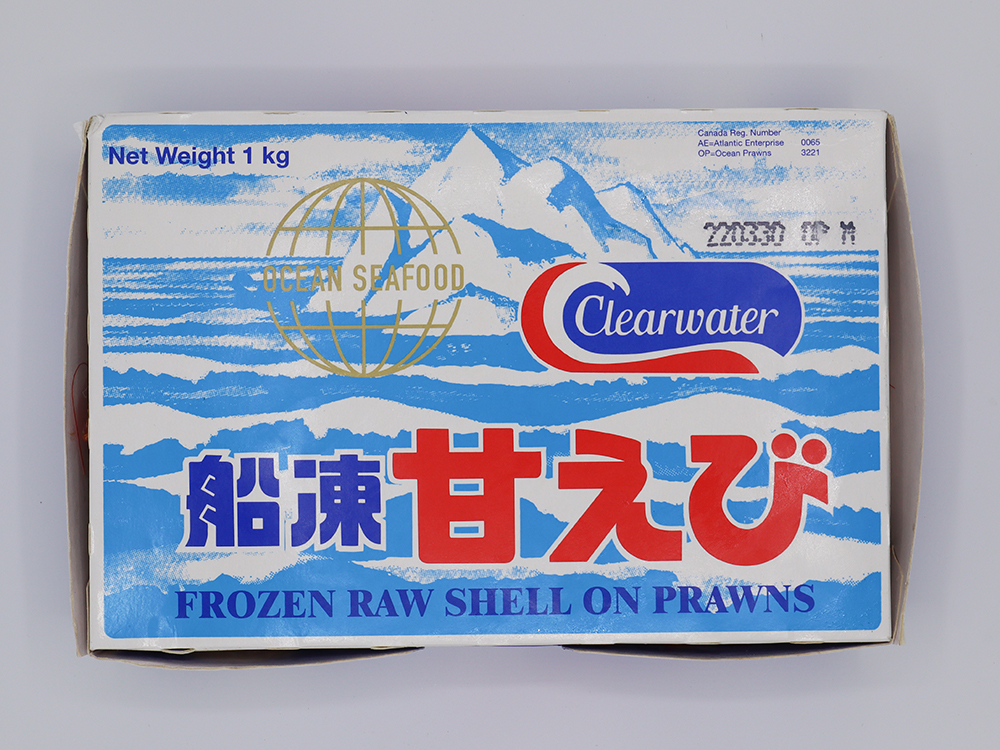 Net Weight 1 kg
Canada Reg. Number
AE=Atlantic Enterprise 0065
OP=Ocean Prawns 3221
220330
OCEAN SEAFOOD
Clearwater
船凍甘えび
FROZEN RAW SHELL ON PRAWNS